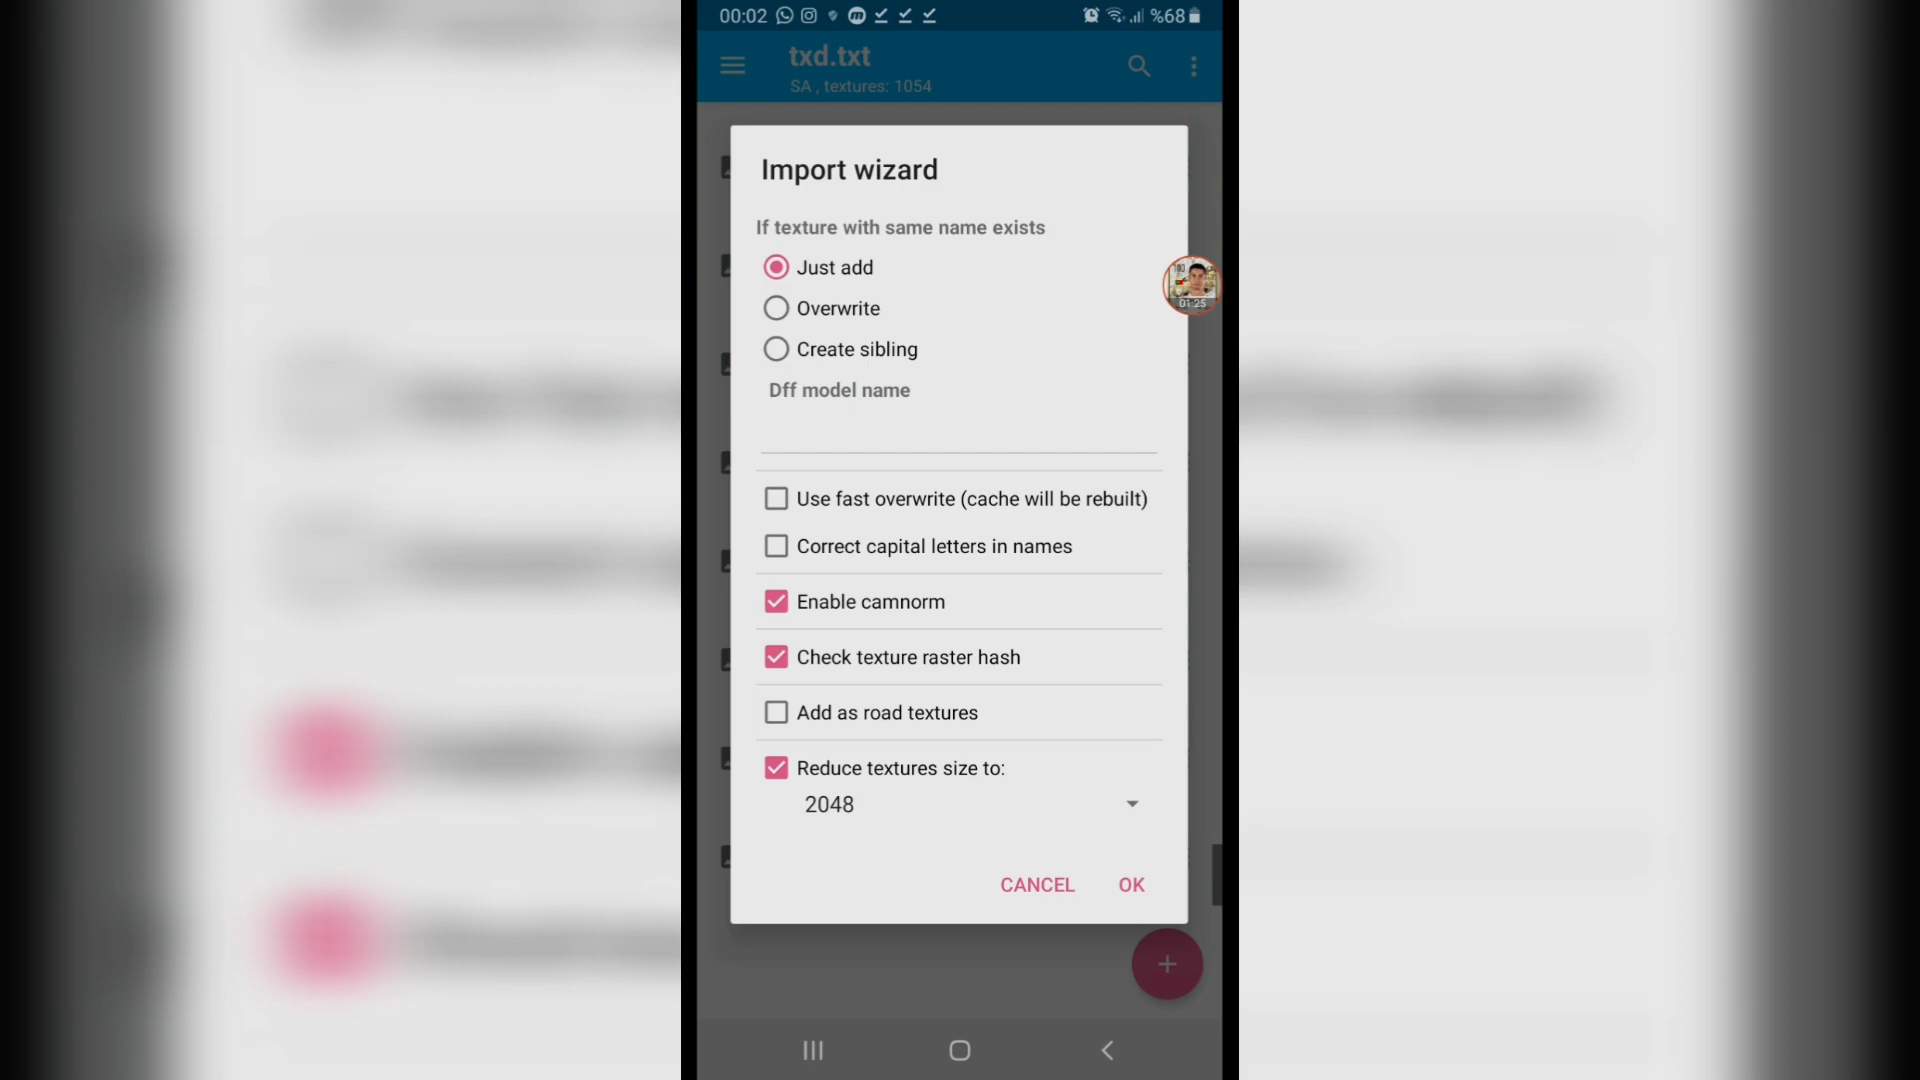 00:02 %68
txd.txt
SA , textures: 1054
Import wizard
If texture with same name exists
Just add
Overwrite
Create sibling
Dff model name
Use fast overwrite (cache will be rebuilt)
Correct capital letters in names
Enable camnorm
Check texture raster hash
Add as road textures
Reduce textures size to:
2048
CANCEL OK
01:25